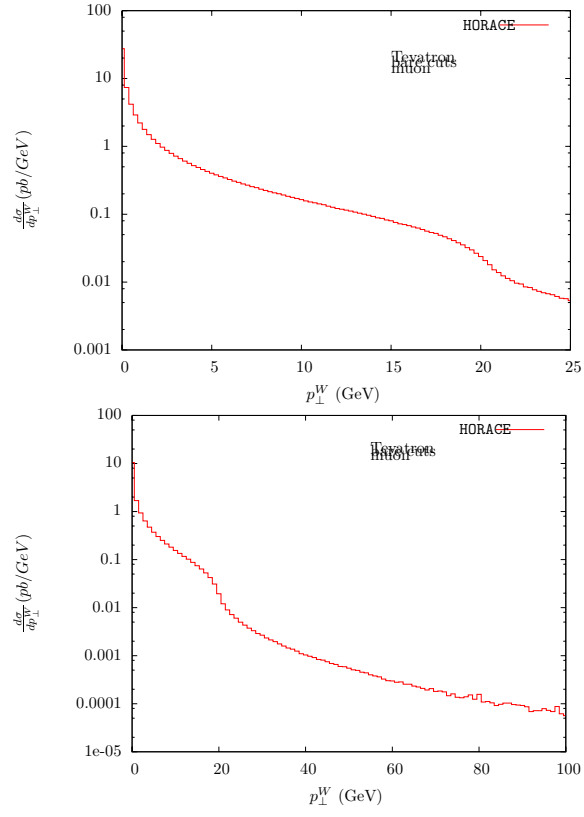 100
HORACE
Tevatron
bare cuts
muon
10
1
0.1
0.01
0.001
dσ/dp⊥^W (pb/GeV)
0 5 10 15 20 25
p⊥^W (GeV)
100
HORACE
Tevatron
bare cuts
muon
10
1
0.1
0.01
0.001
0.0001
1e-05
dσ/dp⊥^W (pb/GeV)
0 20 40 60 80 100
p⊥^W (GeV)